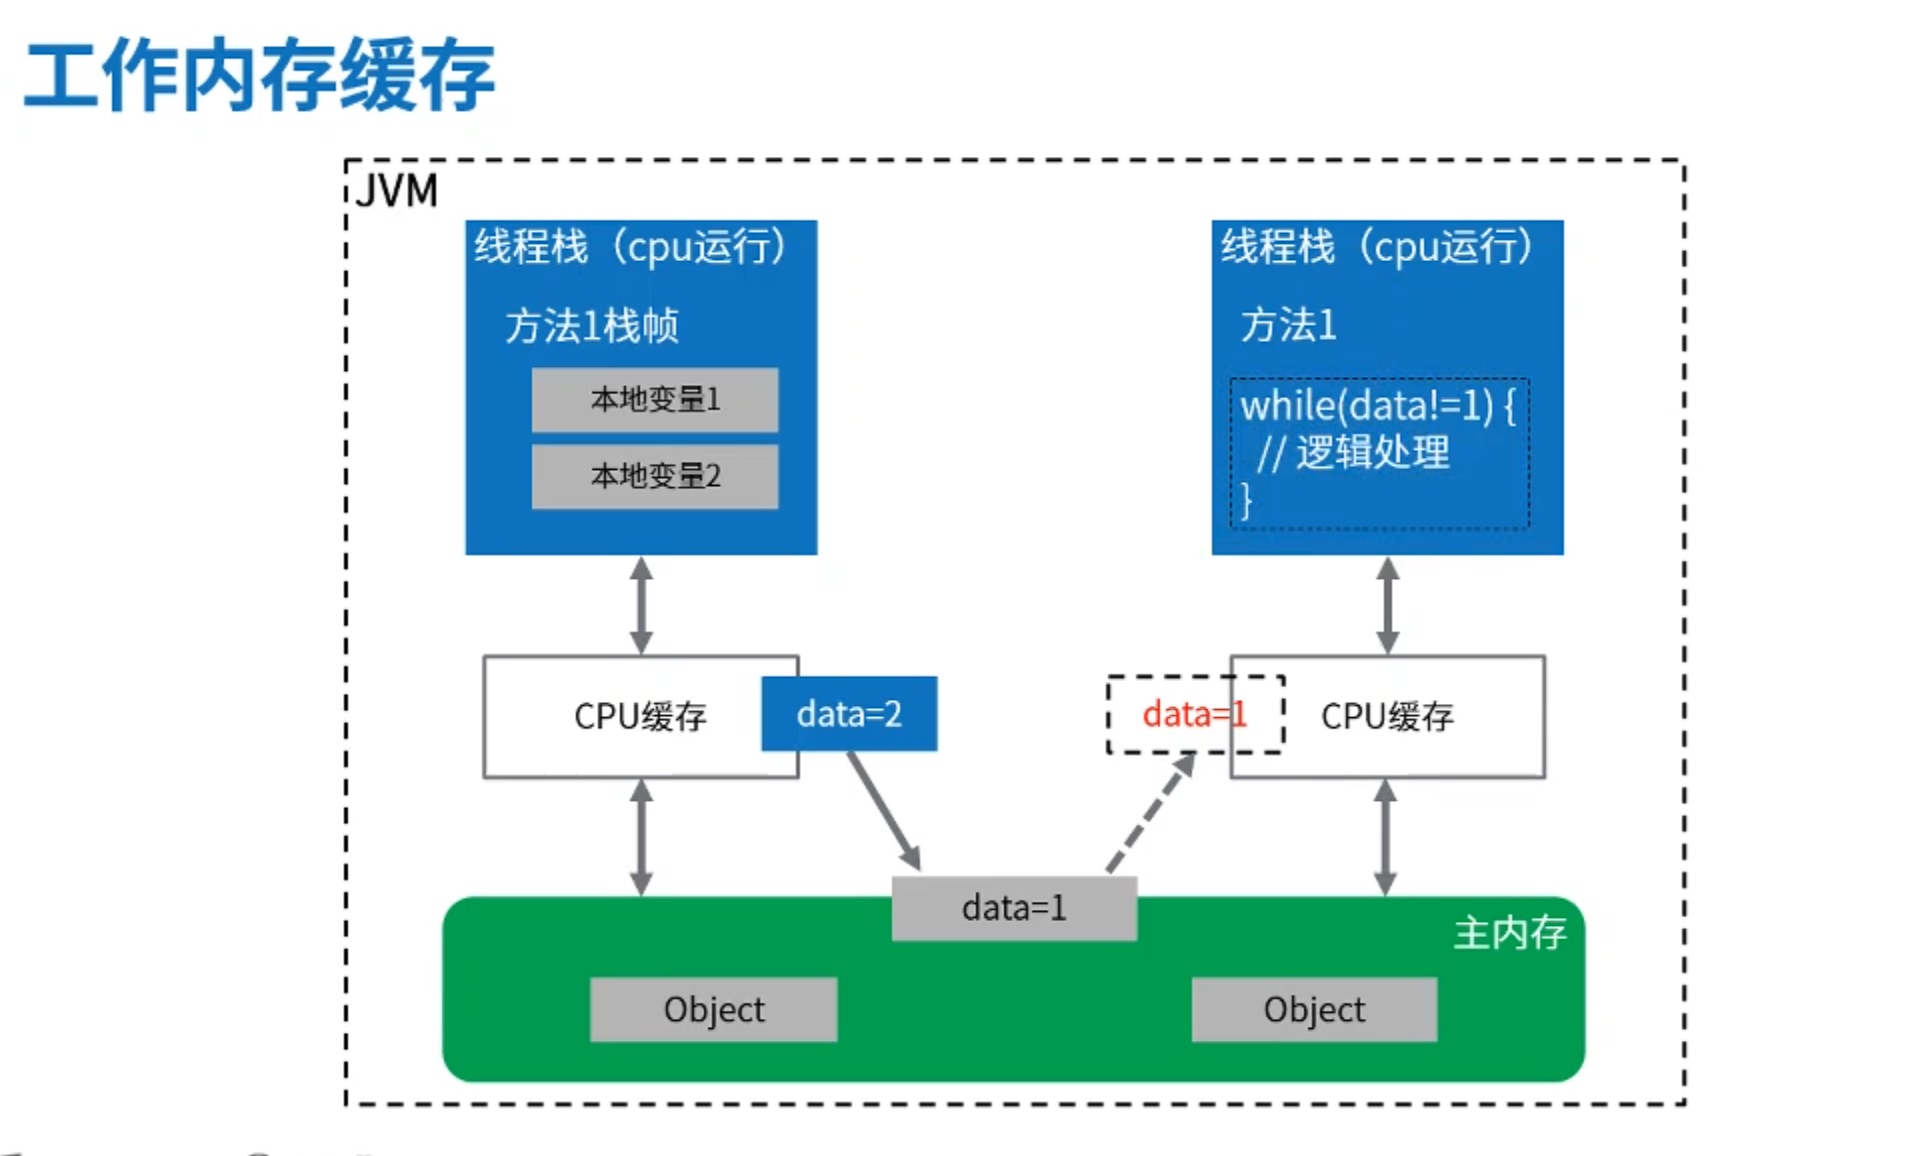 工作内存缓存
JVM
线程栈（cpu运行）
方法1栈帧
本地变量1
本地变量2
线程栈（cpu运行）
方法1
while(data!=1) {
// 逻辑处理
}
CPU缓存
data=2
data=1
CPU缓存
data=1
主内存
Object
Object